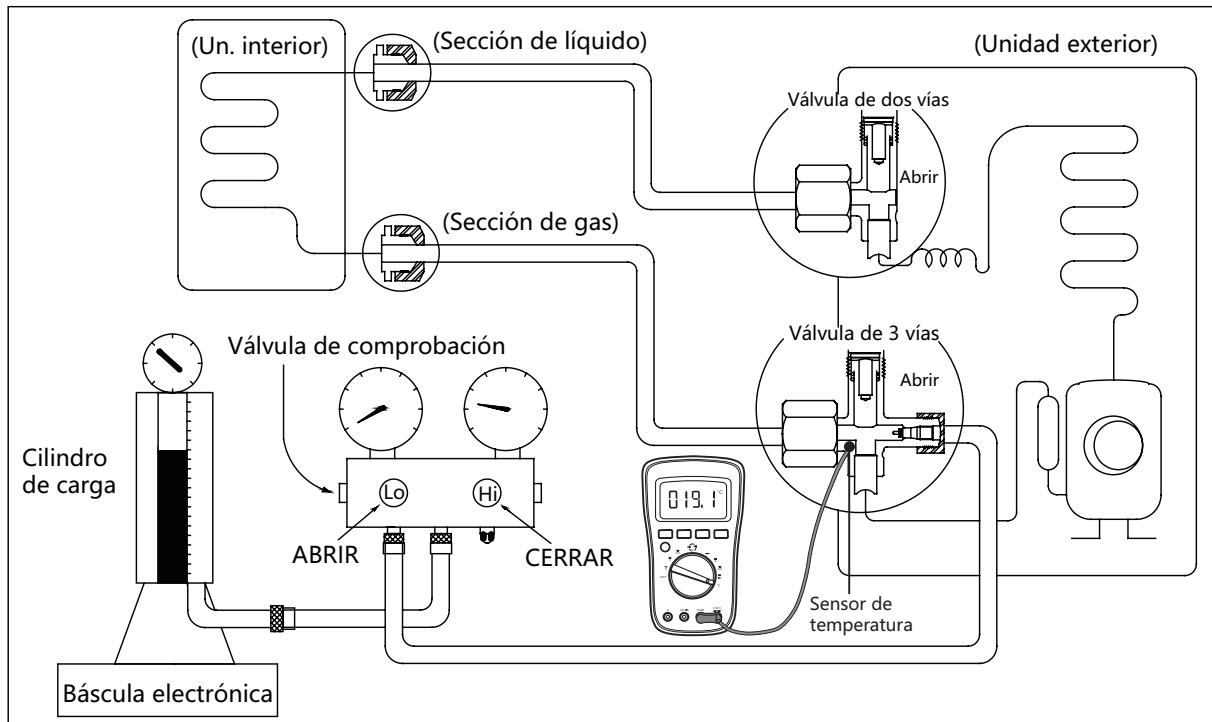 (Un. interior)
(Sección de líquido)
(Unidad exterior)
Válvula de dos vías
Abrir
(Sección de gas)
Válvula de 3 vías
Abrir
Válvula de comprobación
Cilindro
de carga
Lo
Hi
ABRIR
CERRAR
019.1 °C
Sensor de
temperatura
Báscula electrónica